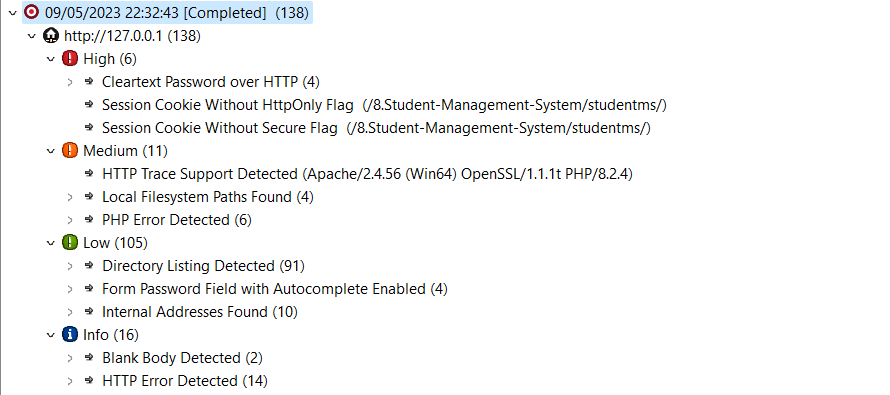 09/05/2023 22:32:43 [Completed] (138)
http://127.0.0.1 (138)
High (6)
Cleartext Password over HTTP (4)
Session Cookie Without HttpOnly Flag (/8.Student-Management-System/studentms/)
Session Cookie Without Secure Flag (/8.Student-Management-System/studentms/)
Medium (11)
HTTP Trace Support Detected (Apache/2.4.56 (Win64) OpenSSL/1.1.1t PHP/8.2.4)
Local Filesystem Paths Found (4)
PHP Error Detected (6)
Low (105)
Directory Listing Detected (91)
Form Password Field with Autocomplete Enabled (4)
Internal Addresses Found (10)
Info (16)
Blank Body Detected (2)
HTTP Error Detected (14)